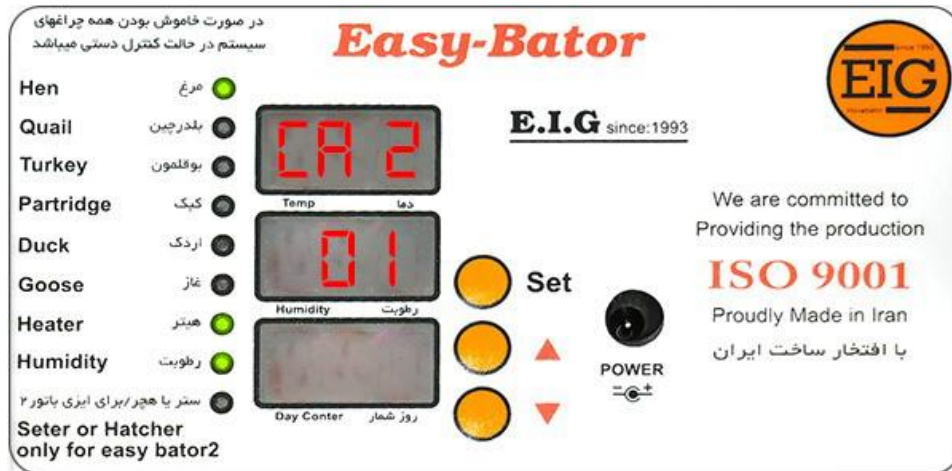 در صورت خاموش بودن همه چراغهای
سیستم در حالت کنترل دستی میباشد
Easy-Bator
since 1993
EIG
Hen مرغ
Quail بلدرچین
Turkey بوقلمون
Partridge کبک
Duck اردک
Goose غاز
Heater هیتر
Humidity رطوبت
ستر یا هچر/برای ایزی باتور۲
Seter or Hatcher
only for easy bator2
CA 2
Temp دما
01
Humidity رطوبت
Day Conter روز شمار
E.I.G since:1993
Set
POWER
We are committed to
Providing the production
ISO 9001
Proudly Made in Iran
با افتخار ساخت ایران